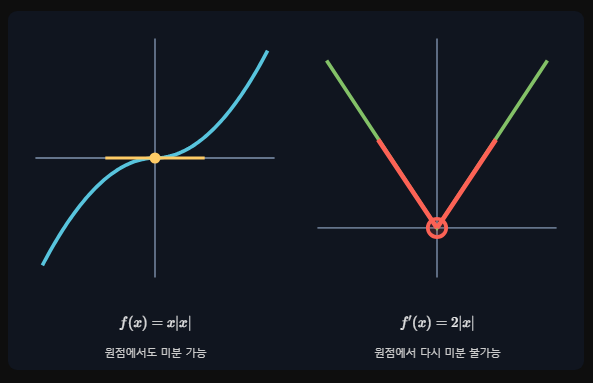 f(x) = x|x|
원점에서도 미분 가능
f′(x) = 2|x|
원점에서 다시 미분 불가능